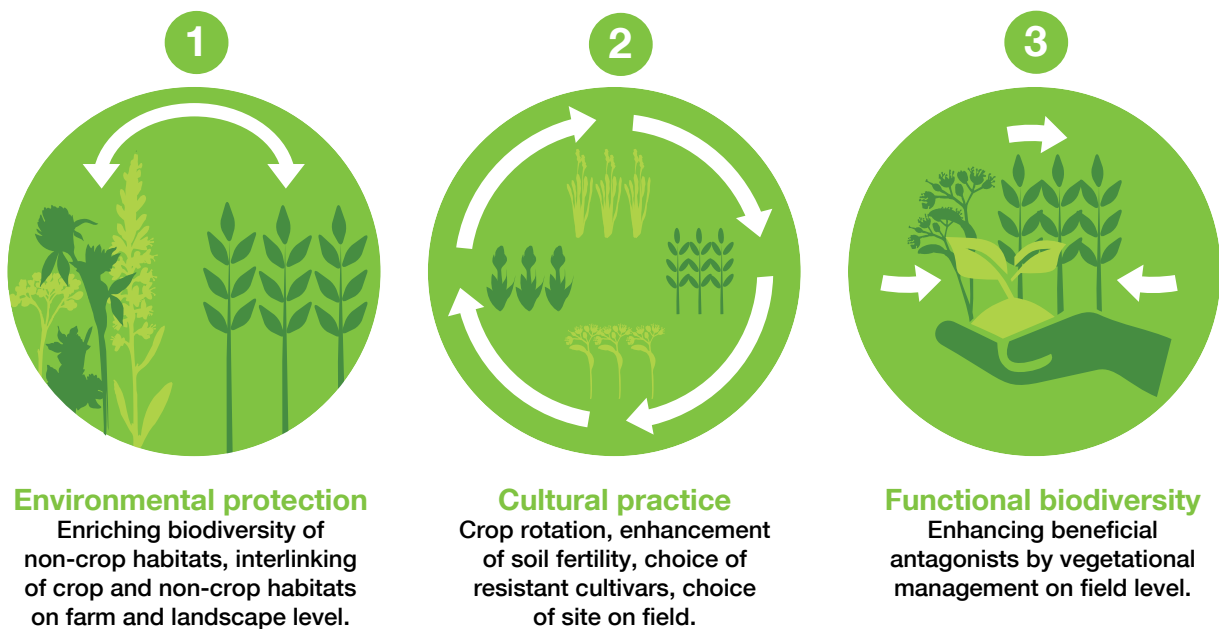 1
Environmental protection
Enriching biodiversity of
non-crop habitats, interlinking
of crop and non-crop habitats
on farm and landscape level.
2
Cultural practice
Crop rotation, enhancement
of soil fertility, choice of
resistant cultivars, choice
of site on field.
3
Functional biodiversity
Enhancing beneficial
antagonists by vegetational
management on field level.